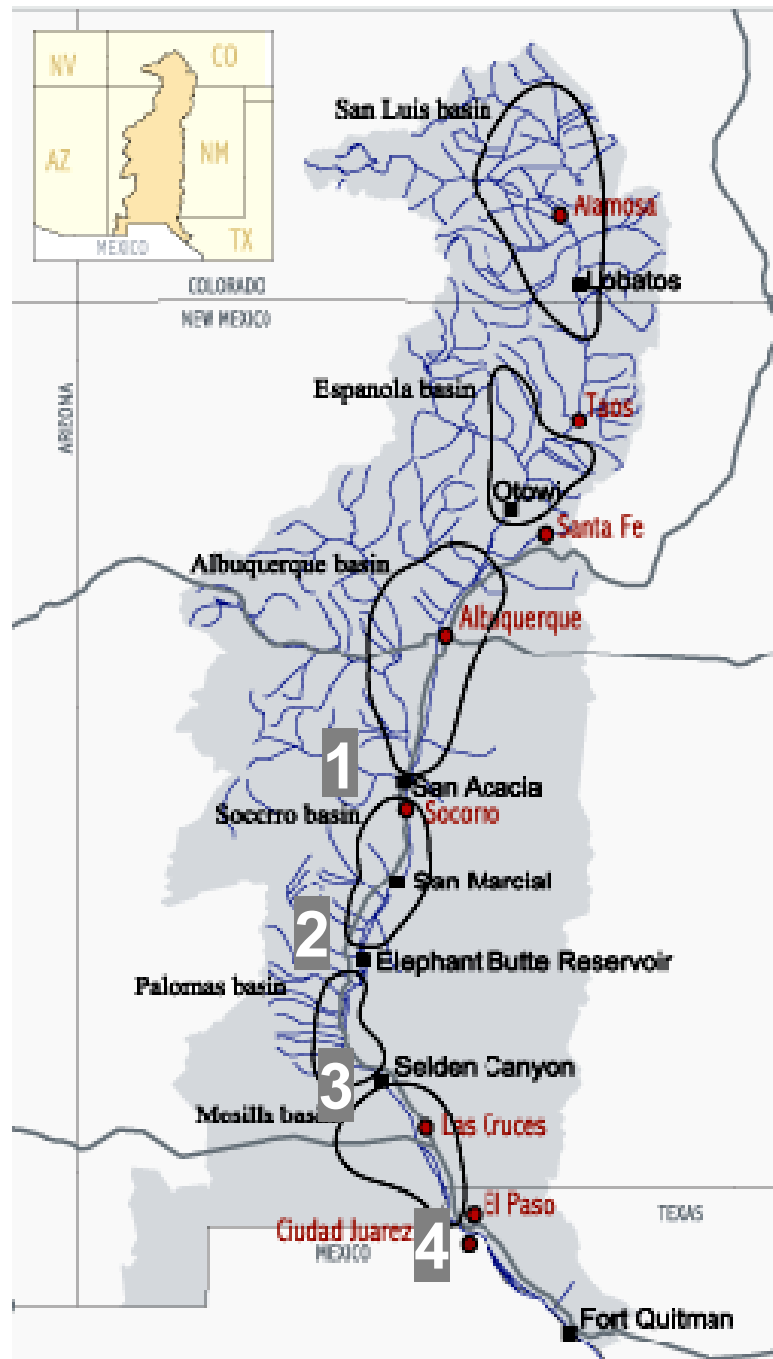 NV
CO
AZ
NM
MEXICO
TX
San Luis basin
Alamosa
Lobatos
COLORADO
NEW MEXICO
ARIZONA
Espanola basin
Taos
Otowi
Santa Fe
Albuquerque basin
Albuquerque
1
San Acacia
Socorro basin
Socorro
San Marcial
2
Elephant Butte Reservoir
Palomas basin
Selden Canyon
3
Mesilla basin
Las Cruces
El Paso
TEXAS
Ciudad Juarez
4
MEXICO
Fort Quitman